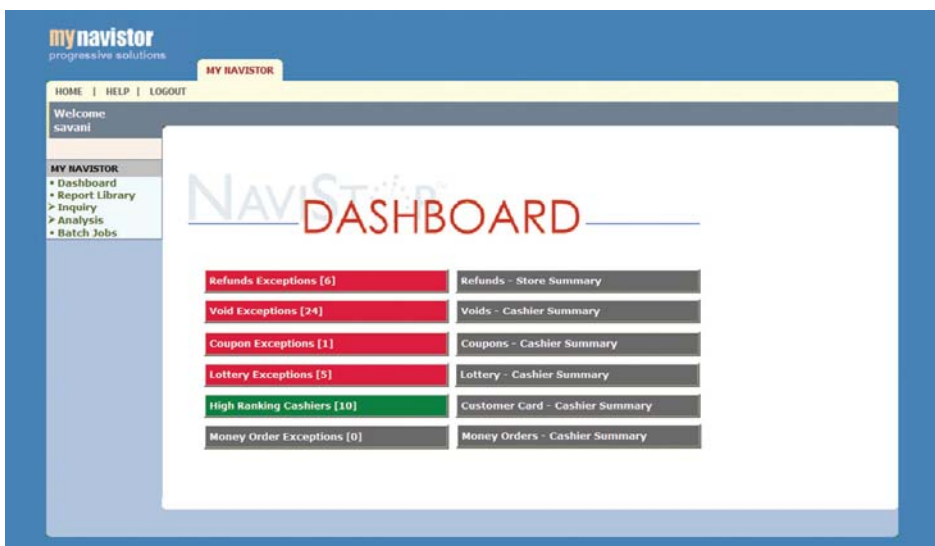 mynavistor
progressive solutions
MY NAVISTOR
HOME | HELP | LOGOUT
Welcome
savani
MY NAVISTOR
• Dashboard
• Report Library
> Inquiry
> Analysis
• Batch Jobs
NAVISTOR
DASHBOARD
Refunds Exceptions [6]
Refunds - Store Summary
Void Exceptions [24]
Voids - Cashier Summary
Coupon Exceptions [1]
Coupons - Cashier Summary
Lottery Exceptions [5]
Lottery - Cashier Summary
High Ranking Cashiers [10]
Customer Card - Cashier Summary
Money Order Exceptions [0]
Money Orders - Cashier Summary